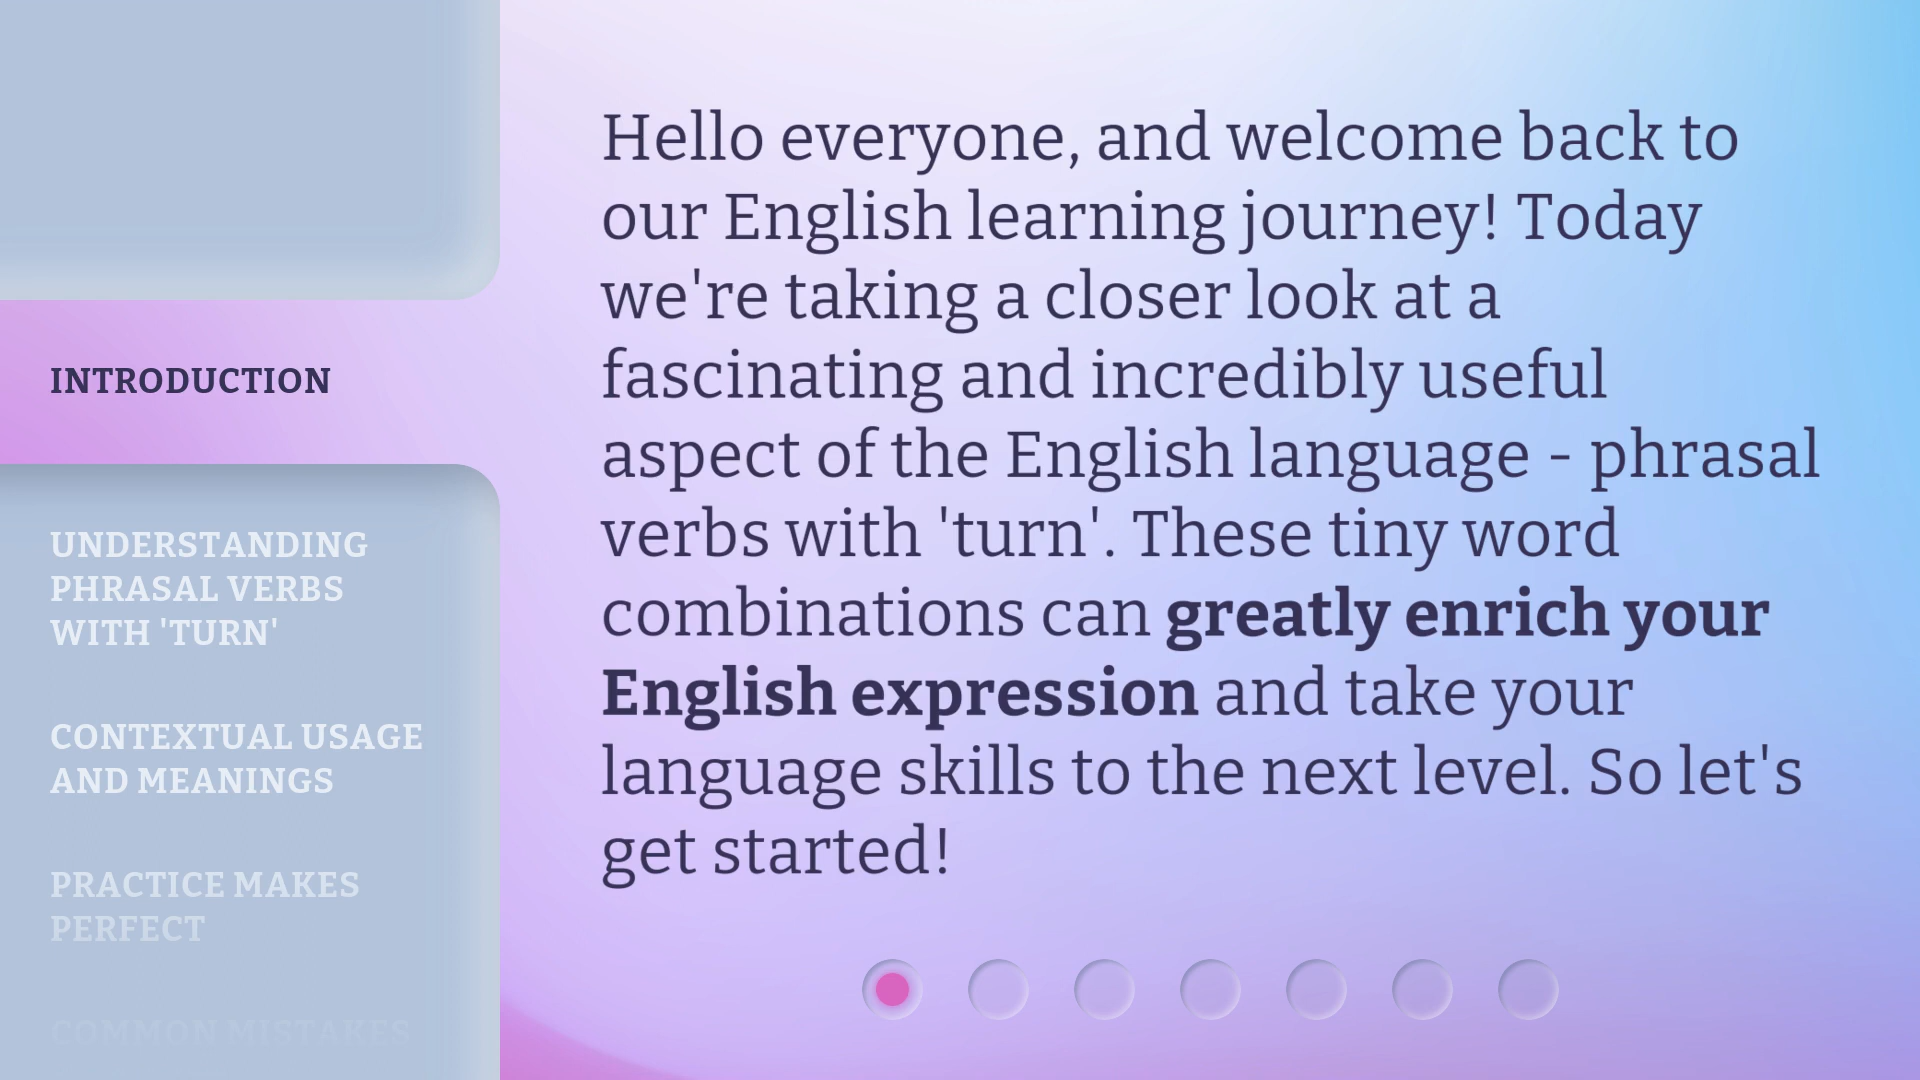 INTRODUCTION
UNDERSTANDING
PHRASAL VERBS
WITH 'TURN'
CONTEXTUAL USAGE
AND MEANINGS
PRACTICE MAKES
PERFECT
COMMON MISTAKES
Hello everyone, and welcome back to
our English learning journey! Today
we're taking a closer look at a
fascinating and incredibly useful
aspect of the English language - phrasal
verbs with 'turn'. These tiny word
combinations can greatly enrich your
English expression and take your
language skills to the next level. So let's
get started!